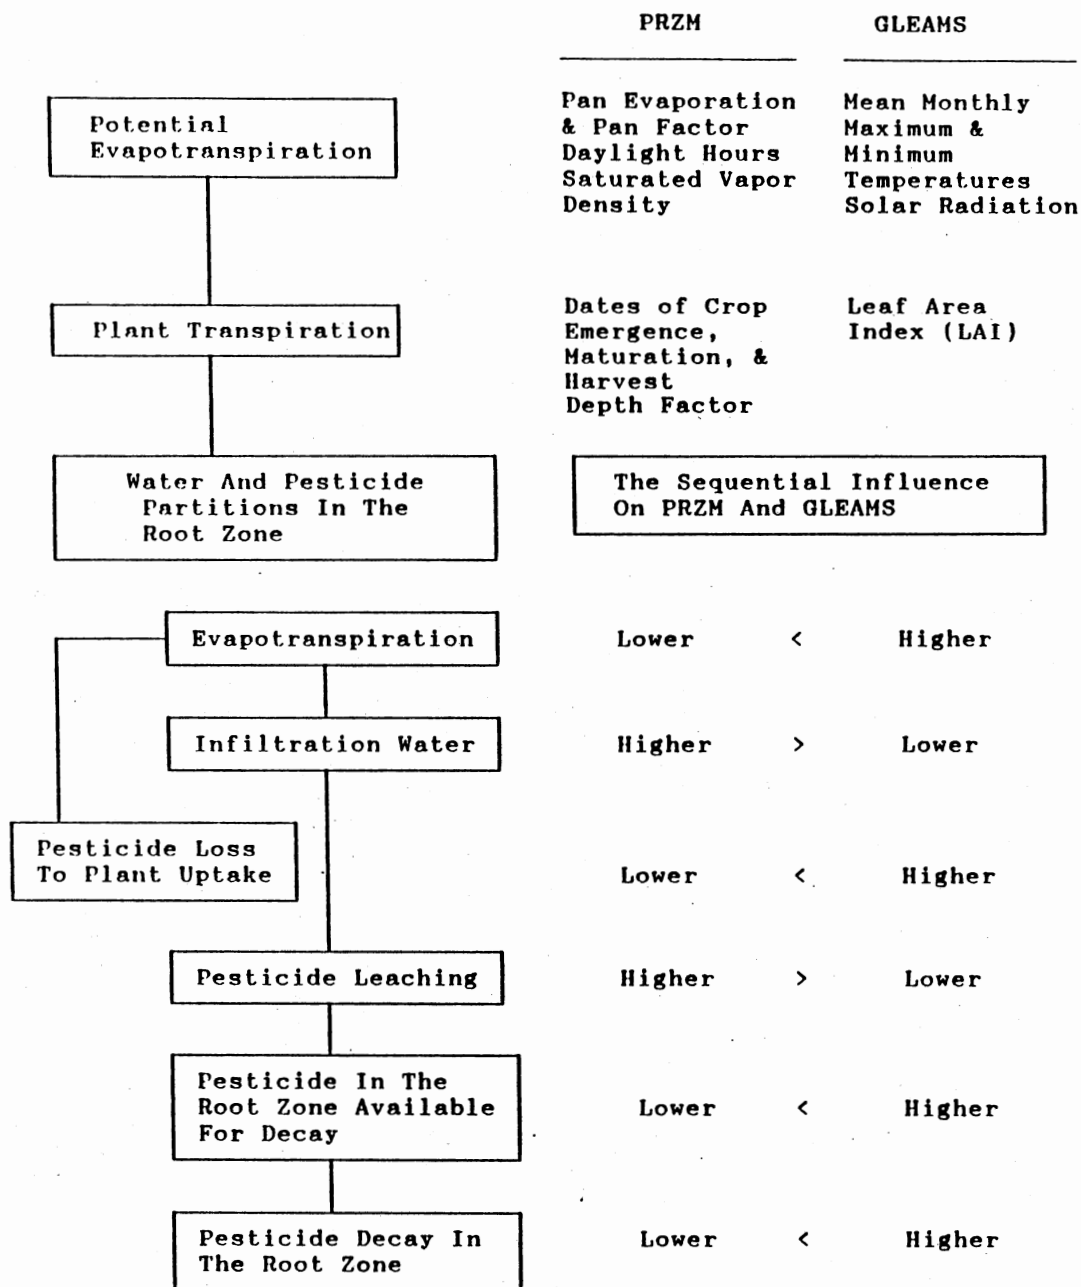 PRZM GLEAMS
Potential
Evapotranspiration
Pan Evaporation
& Pan Factor
Daylight Hours
Saturated Vapor
Density
Mean Monthly
Maximum &
Minimum
Temperatures
Solar Radiation
Plant Transpiration
Dates of Crop
Emergence,
Maturation, &
Harvest
Depth Factor
Leaf Area
Index (LAI)
Water And Pesticide
Partitions In The
Root Zone
The Sequential Influence
On PRZM And GLEAMS
Evapotranspiration Lower < Higher
Infiltration Water Higher > Lower
Pesticide Loss
To Plant Uptake Lower < Higher
Pesticide Leaching Higher > Lower
Pesticide In The
Root Zone Available Lower < Higher
For Decay
Pesticide Decay In Lower < Higher
The Root Zone